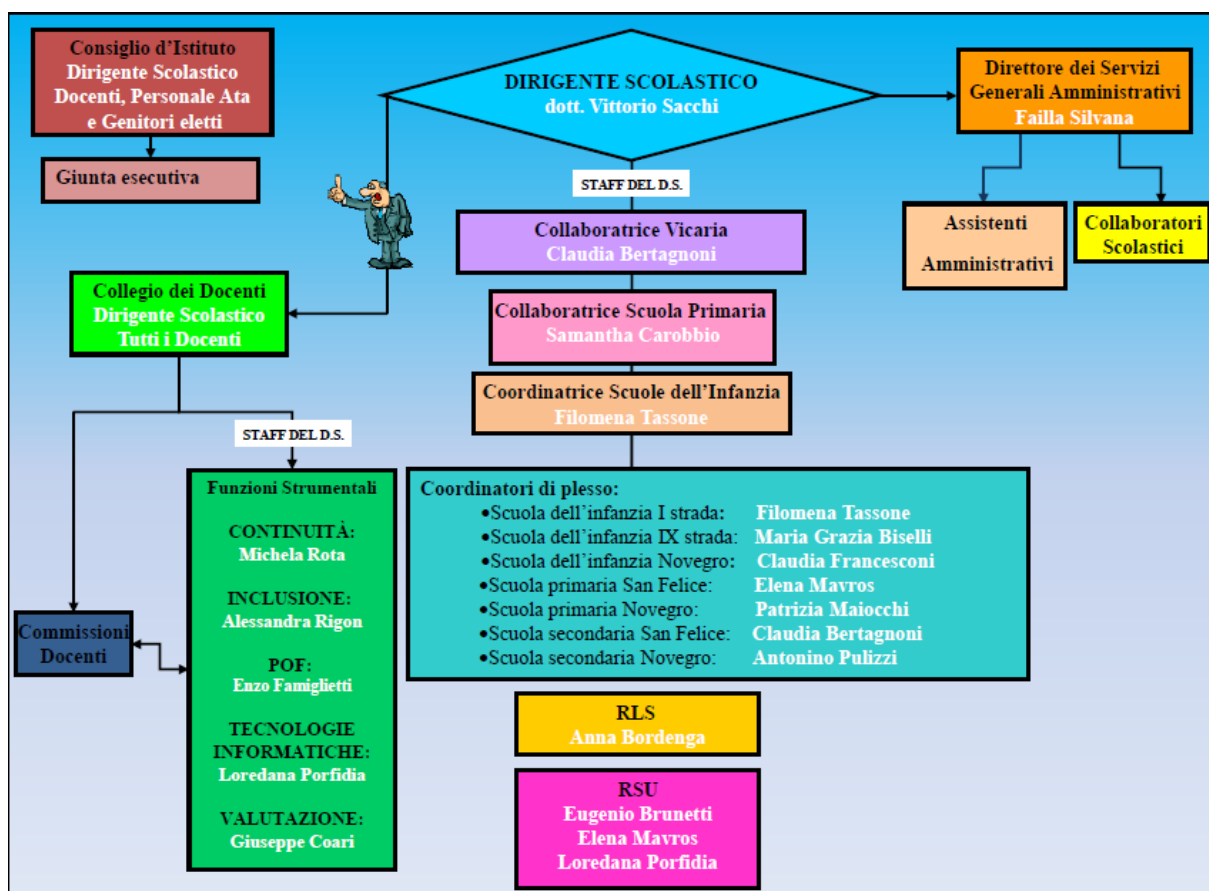 Consiglio d'Istituto
Dirigente Scolastico
Docenti, Personale Ata
e Genitori eletti
Giunta esecutiva
DIRIGENTE SCOLASTICO
dott. Vittorio Sacchi
Direttore dei Servizi
Generali Amministrativi
Failla Silvana
Assistenti
Amministrativi
Collaboratori
Scolastici
STAFF DEL D.S.
Collaboratrice Vicaria
Claudia Bertagnoni
Collaboratrice Scuola Primaria
Samantha Carobbio
Coordinatrice Scuole dell'Infanzia
Filomena Tassone
Collegio dei Docenti
Dirigente Scolastico
Tutti i Docenti
STAFF DEL D.S.
Funzioni Strumentali
CONTINUITÀ:
Michela Rota
INCLUSIONE:
Alessandra Rigon
POF:
Enzo Famiglietti
TECNOLOGIE
INFORMATICHE:
Loredana Porfidia
VALUTAZIONE:
Giuseppe Coari
Commissioni
Docenti
Coordinatori di plesso:
•Scuola dell'infanzia I strada: Filomena Tassone
•Scuola dell'infanzia IX strada: Maria Grazia Biselli
•Scuola dell'infanzia Novegro: Claudia Francesconi
•Scuola primaria San Felice: Elena Mavros
•Scuola primaria Novegro: Patrizia Maiocchi
•Scuola secondaria San Felice: Claudia Bertagnoni
•Scuola secondaria Novegro: Antonino Pulizzi
RLS
Anna Bordenga
RSU
Eugenio Brunetti
Elena Mavros
Loredana Porfidia